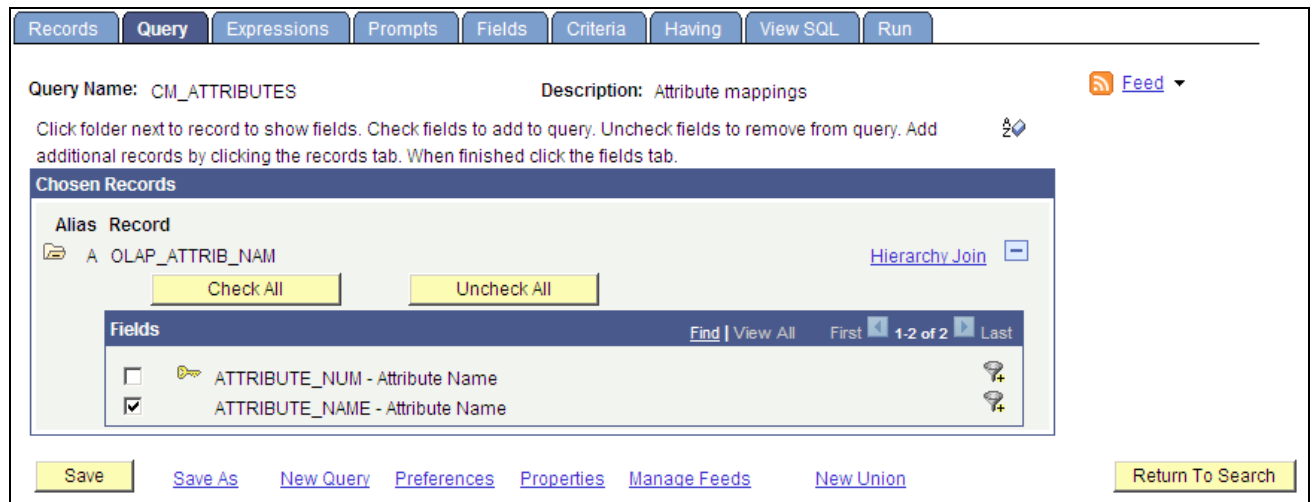 Records Query Expressions Prompts Fields Criteria Having View SQL Run
Query Name: CM_ATTRIBUTES Description: Attribute mappings Feed
Click folder next to record to show fields. Check fields to add to query. Uncheck fields to remove from query. Add
additional records by clicking the records tab. When finished click the fields tab.
Chosen Records
Alias Record
A OLAP_ATTRIB_NAM Hierarchy Join
Check All Uncheck All
Fields Find | View All First 1-2 of 2 Last
ATTRIBUTE_NUM - Attribute Name
ATTRIBUTE_NAME - Attribute Name
Save Save As New Query Preferences Properties Manage Feeds New Union Return To Search